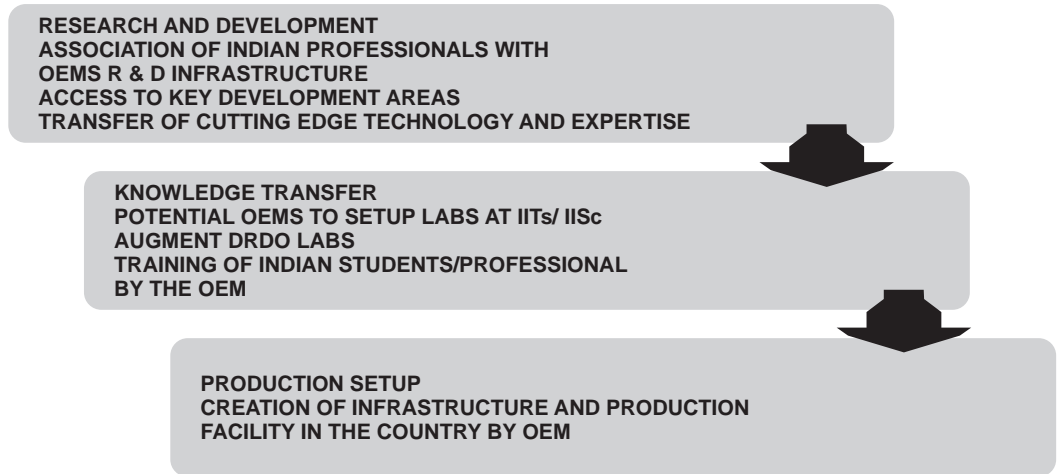 RESEARCH AND DEVELOPMENT
ASSOCIATION OF INDIAN PROFESSIONALS WITH
OEMS R & D INFRASTRUCTURE
ACCESS TO KEY DEVELOPMENT AREAS
TRANSFER OF CUTTING EDGE TECHNOLOGY AND EXPERTISE
KNOWLEDGE TRANSFER
POTENTIAL OEMS TO SETUP LABS AT IITs/ IISc
AUGMENT DRDO LABS
TRAINING OF INDIAN STUDENTS/PROFESSIONAL
BY THE OEM
PRODUCTION SETUP
CREATION OF INFRASTRUCTURE AND PRODUCTION
FACILITY IN THE COUNTRY BY OEM